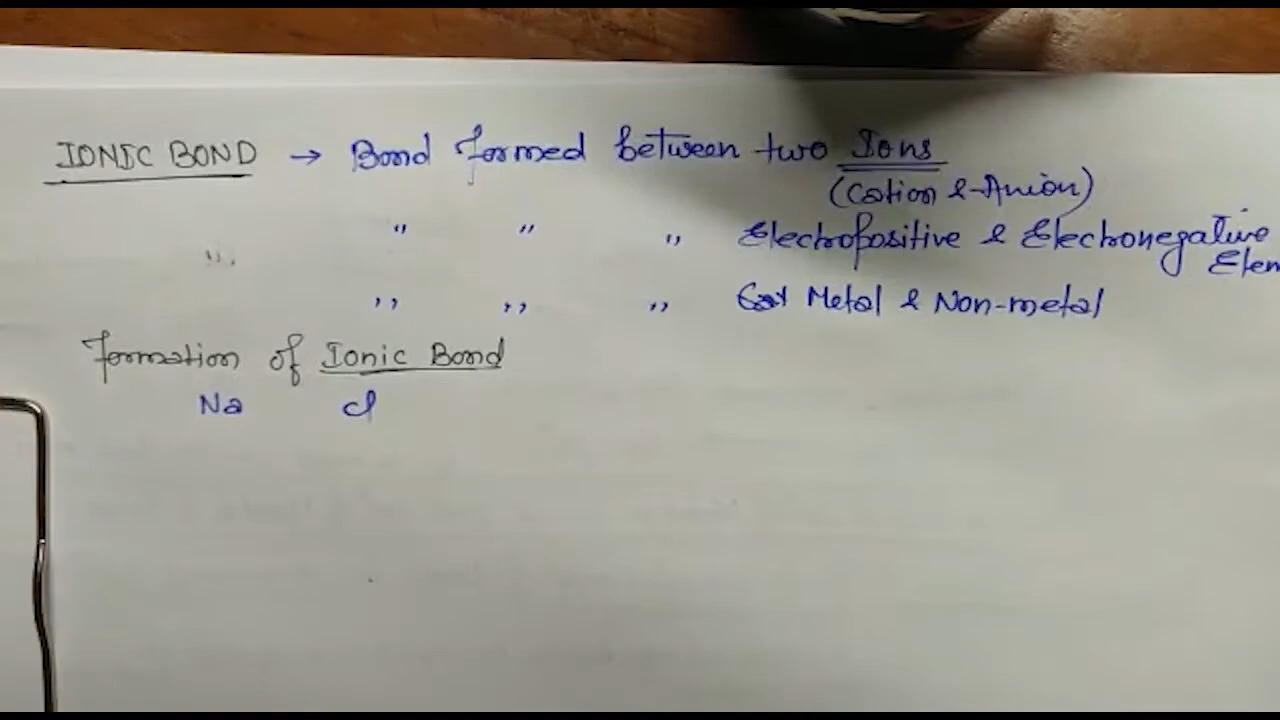 IONIC BOND → Bond formed between two Ions
(Cation & Anion)
" " " Electropositive & Electronegative
Elem
,, ,, ,, Metal & Non-metal
Formation of Ionic Bond
Na Cl